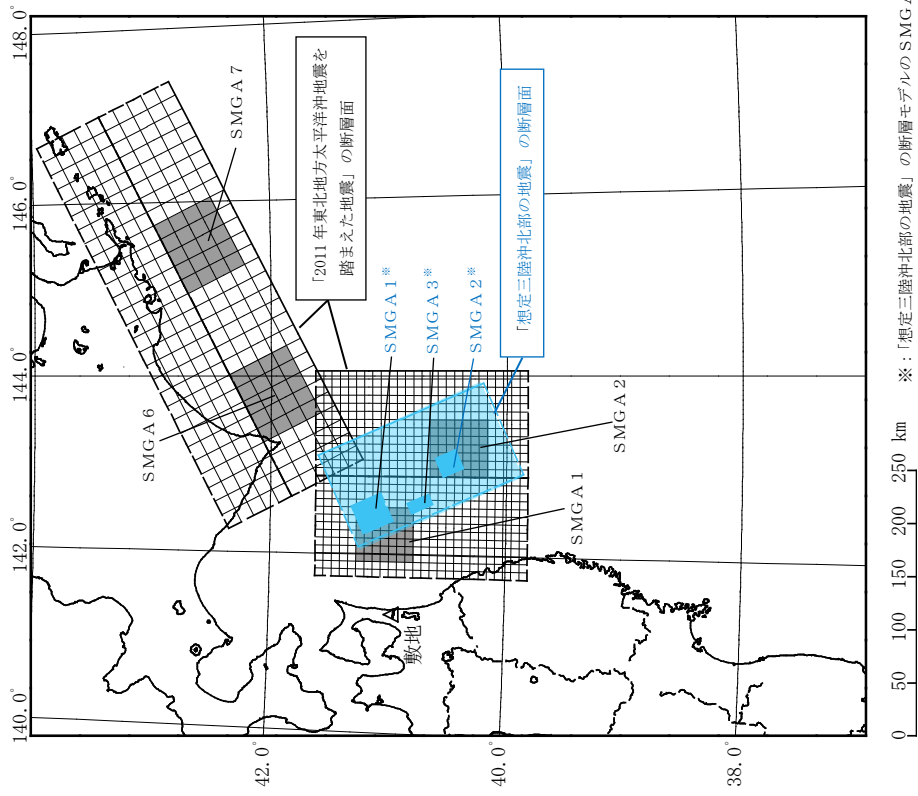 148.0°
146.0°
144.0°
142.0°
140.0°
42.0°
40.0°
38.0°
SMGA7
SMGA6
「2011年東北地方太平洋沖地震を
踏まえた地震」の断層面
SMGA1※
SMGA3※
SMGA2※
「想定三陸沖北部の地震」の断層面
SMGA2
SMGA1
敷地
0 50 100 150 200 250 km
※：「想定三陸沖北部の地震」の断層モデルのSMGA